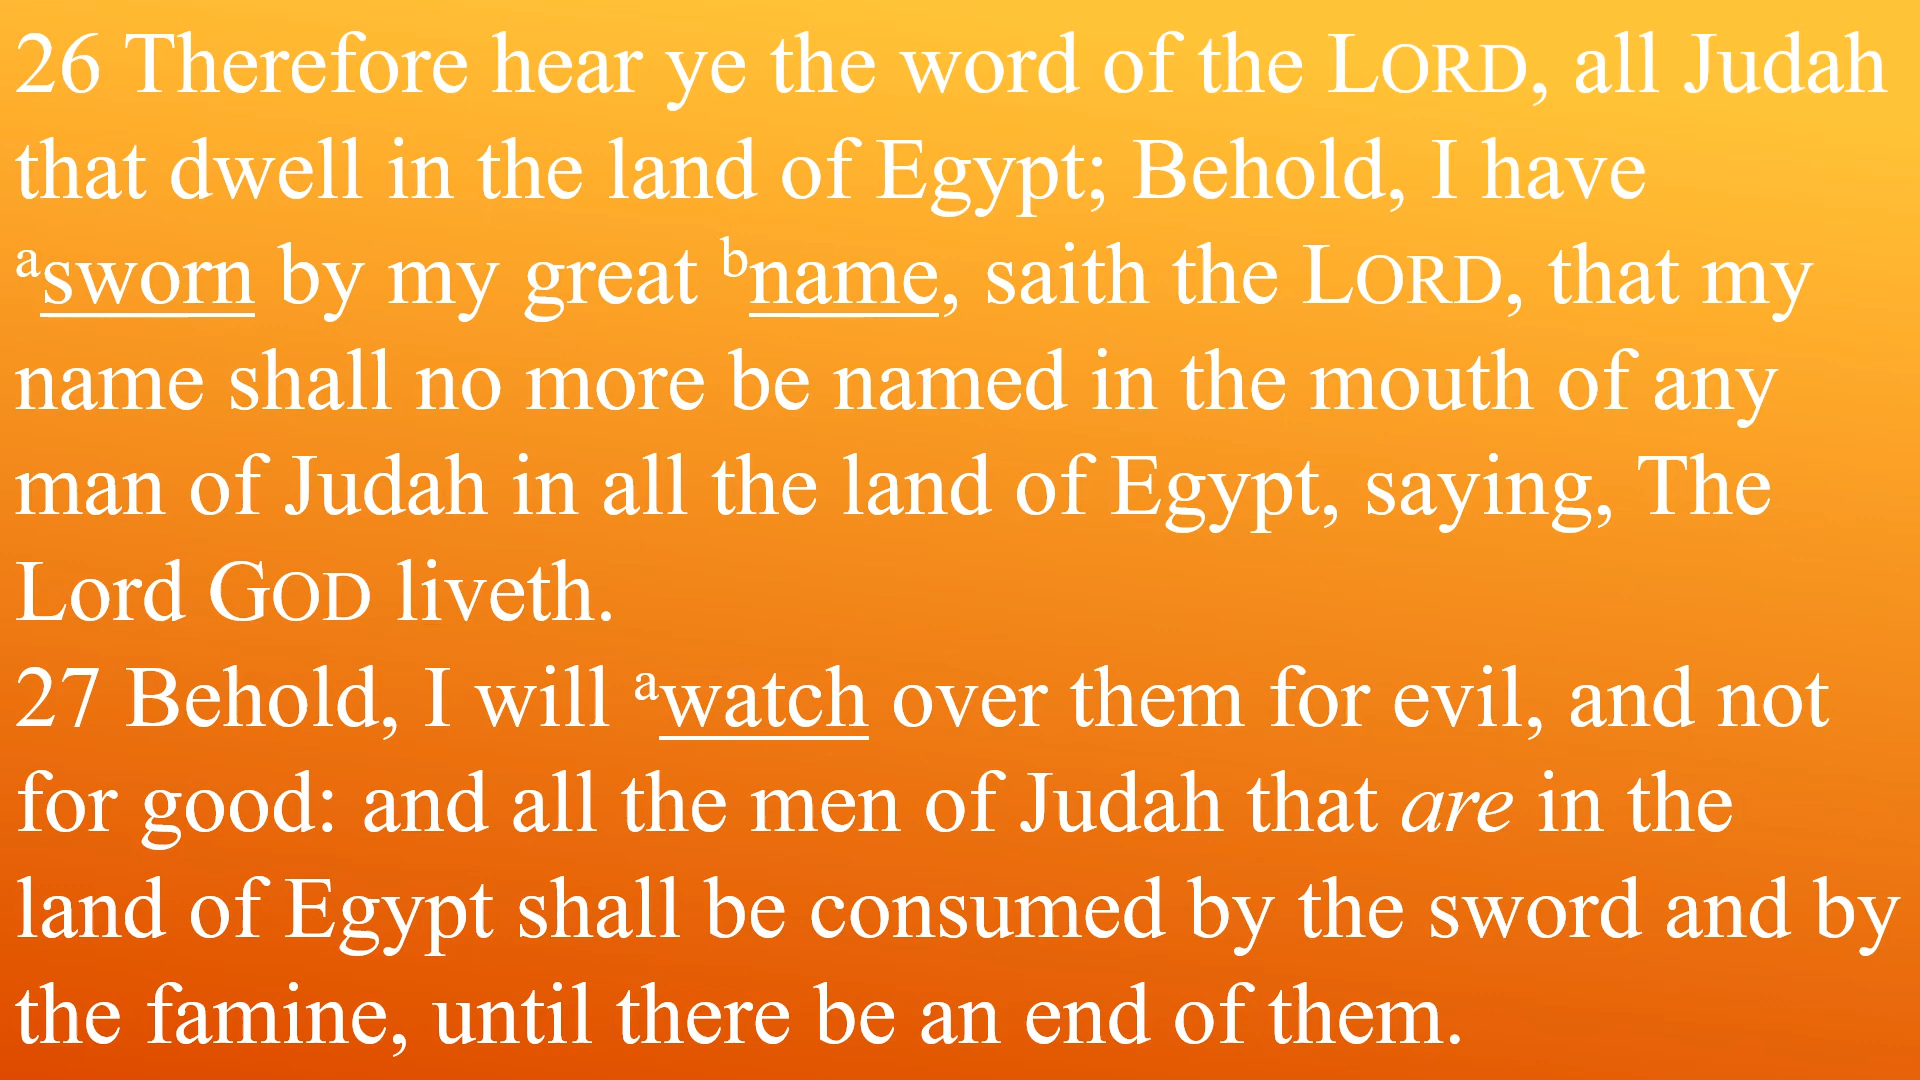 26 Therefore hear ye the word of the LORD, all Judah
that dwell in the land of Egypt; Behold, I have
ᵃsworn by my great ᵇname, saith the LORD, that my
name shall no more be named in the mouth of any
man of Judah in all the land of Egypt, saying, The
Lord GOD liveth.
27 Behold, I will ᵃwatch over them for evil, and not
for good: and all the men of Judah that are in the
land of Egypt shall be consumed by the sword and by
the famine, until there be an end of them.